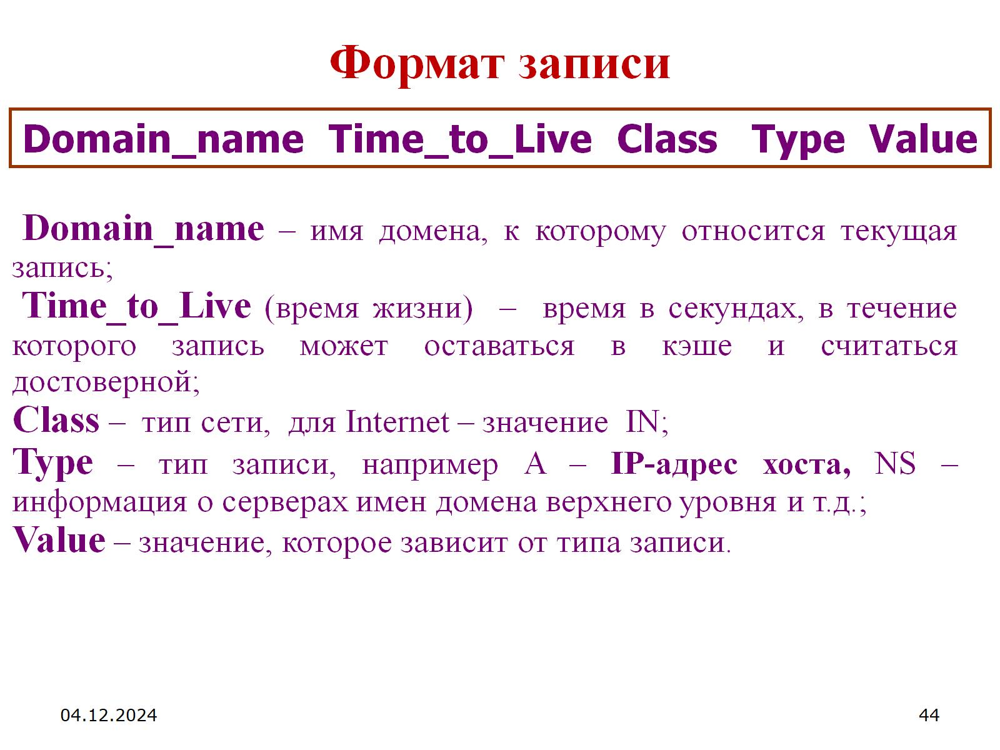 Формат записи
Domain_name Time_to_Live Class Type Value
Domain_name – имя домена, к которому относится текущая
запись;
Time_to_Live (время жизни) – время в секундах, в течение
которого запись может оставаться в кэше и считаться
достоверной;
Class – тип сети, для Internet – значение IN;
Type – тип записи, например А – IP-адрес хоста, NS –
информация о серверах имен домена верхнего уровня и т.д.;
Value – значение, которое зависит от типа записи.
04.12.2024
44